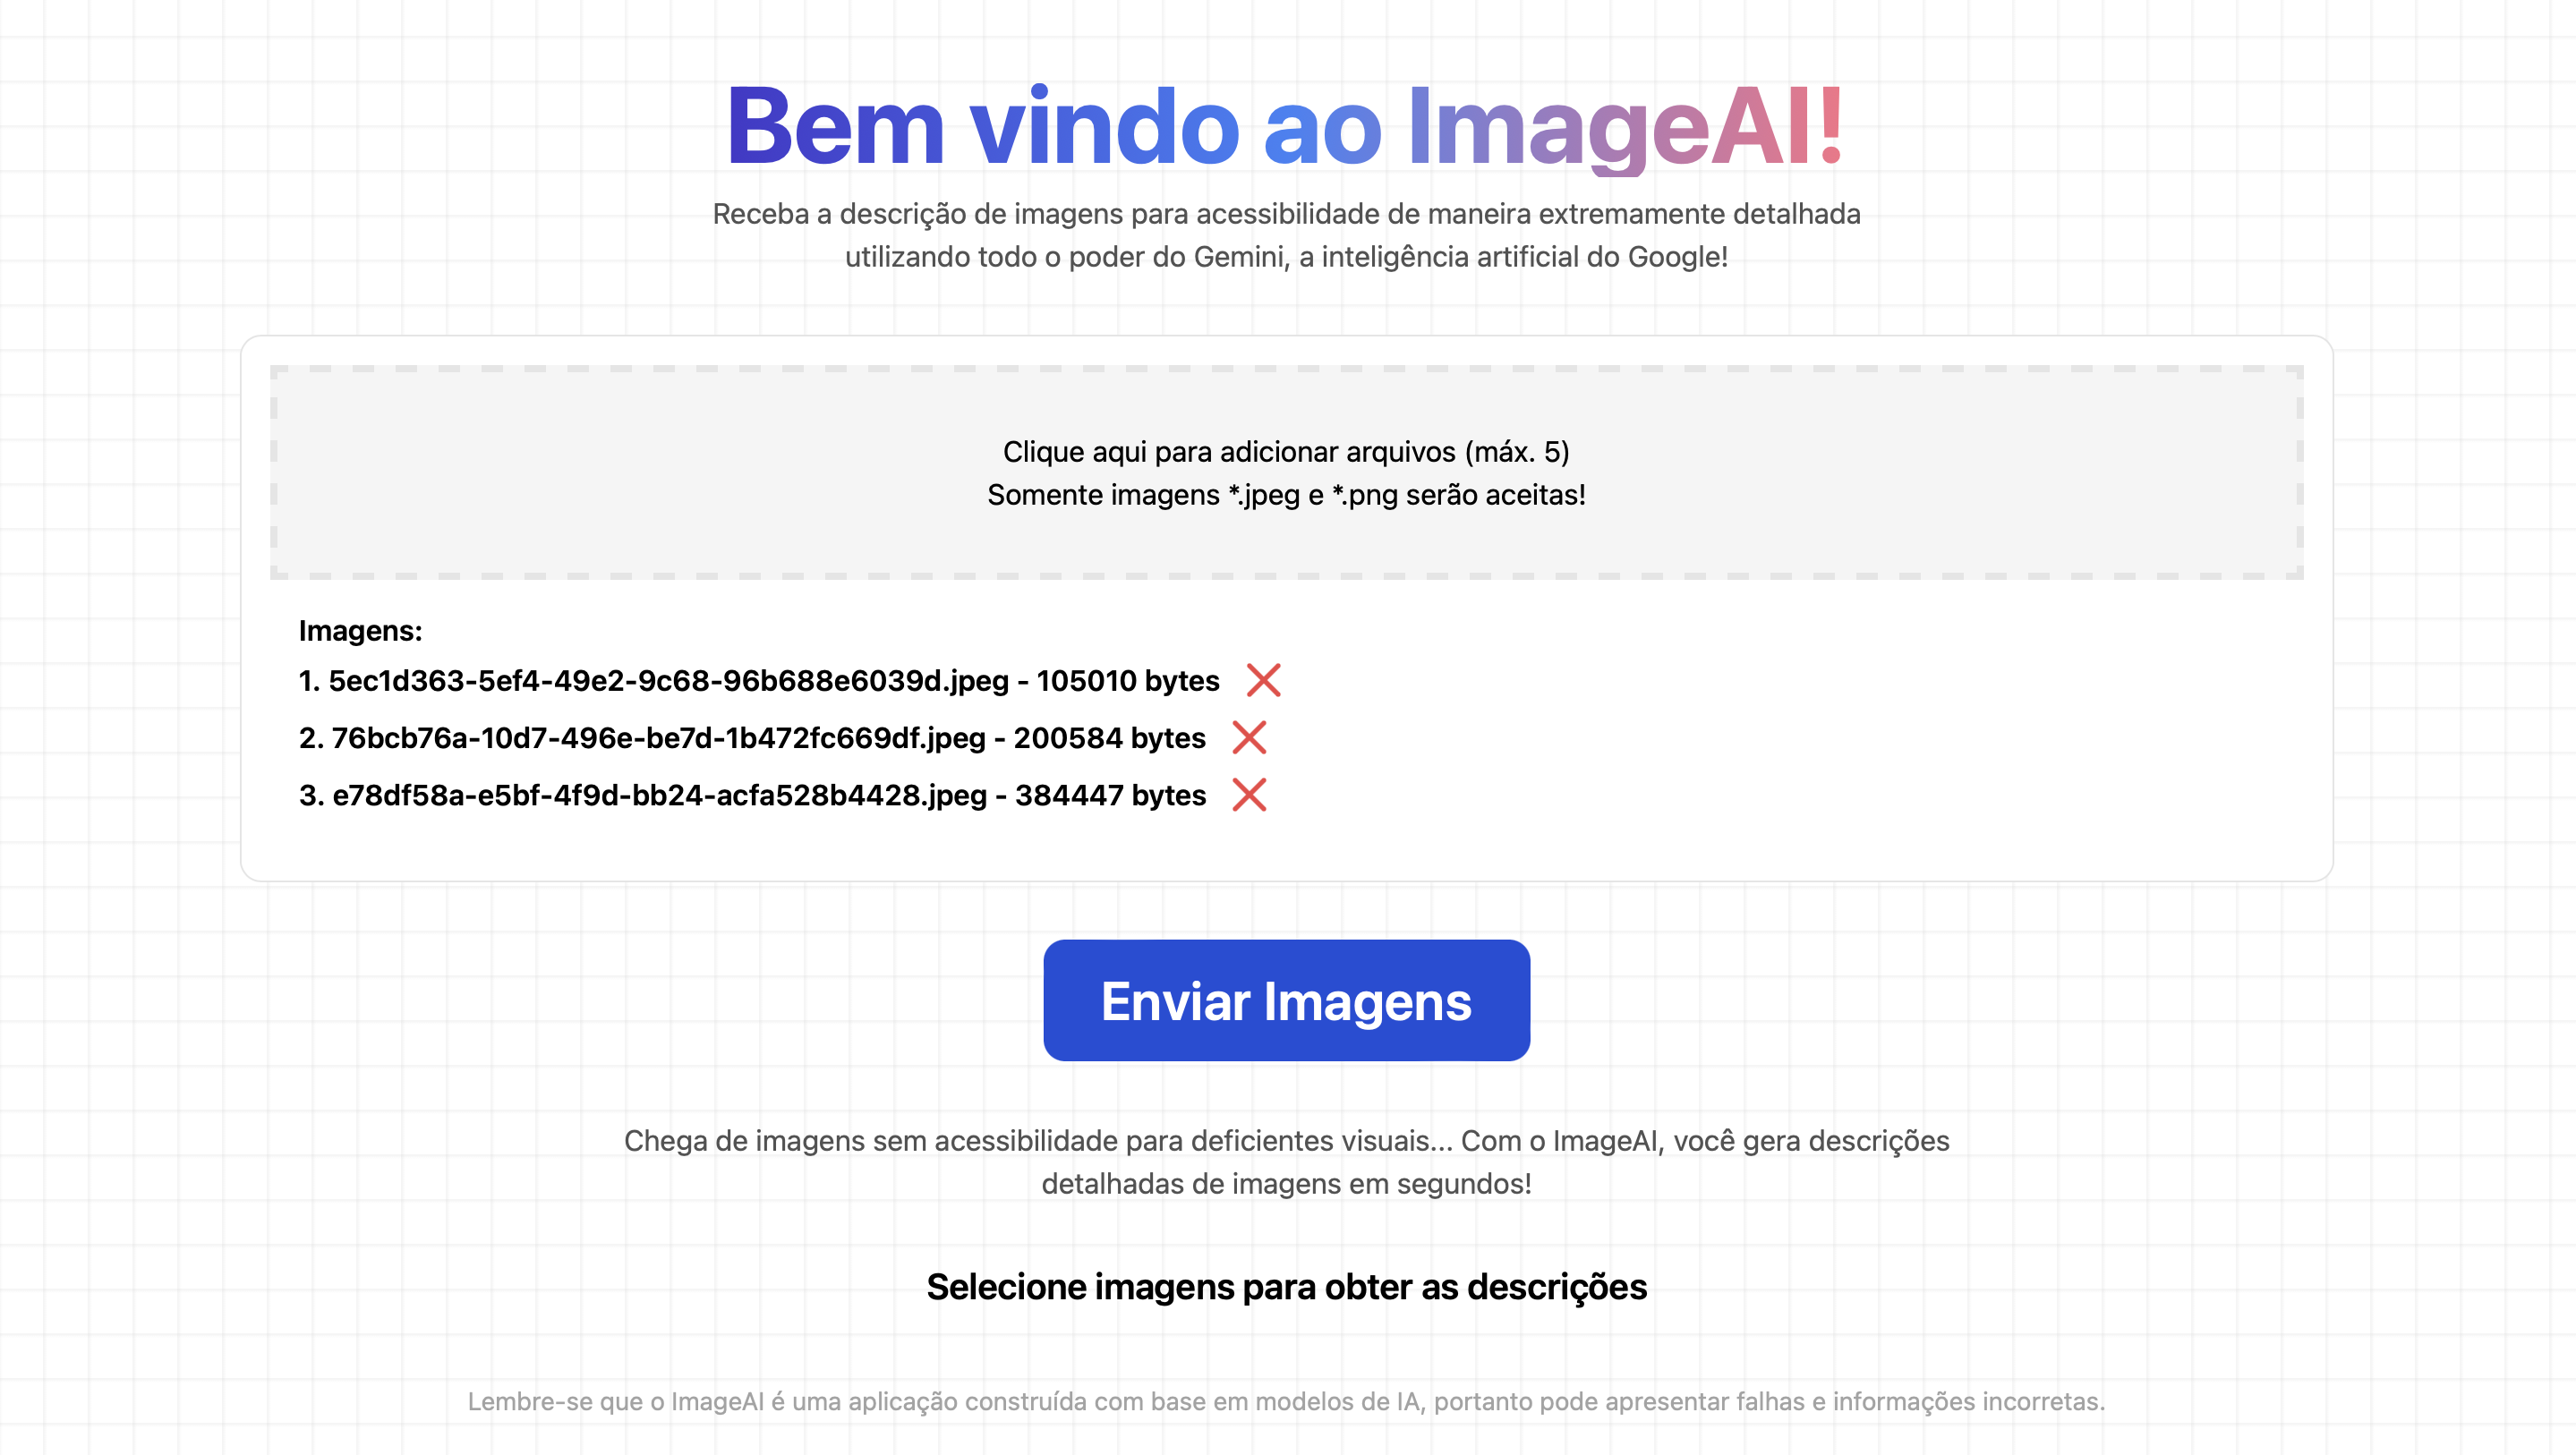 Bem vindo ao ImageAI!
Receba a descrição de imagens para acessibilidade de maneira extremamente detalhada
utilizando todo o poder do Gemini, a inteligência artificial do Google!
Clique aqui para adicionar arquivos (máx. 5)
Somente imagens *.jpeg e *.png serão aceitas!
Imagens:
1. 5ec1d363-5ef4-49e2-9c68-96b688e6039d.jpeg - 105010 bytes
2. 76bcb76a-10d7-496e-be7d-1b472fc669df.jpeg - 200584 bytes
3. e78df58a-e5bf-4f9d-bb24-acfa528b4428.jpeg - 384447 bytes
Enviar Imagens
Chega de imagens sem acessibilidade para deficientes visuais... Com o ImageAI, você gera descrições
detalhadas de imagens em segundos!
Selecione imagens para obter as descrições
Lembre-se que o ImageAI é uma aplicação construída com base em modelos de IA, portanto pode apresentar falhas e informações incorretas.